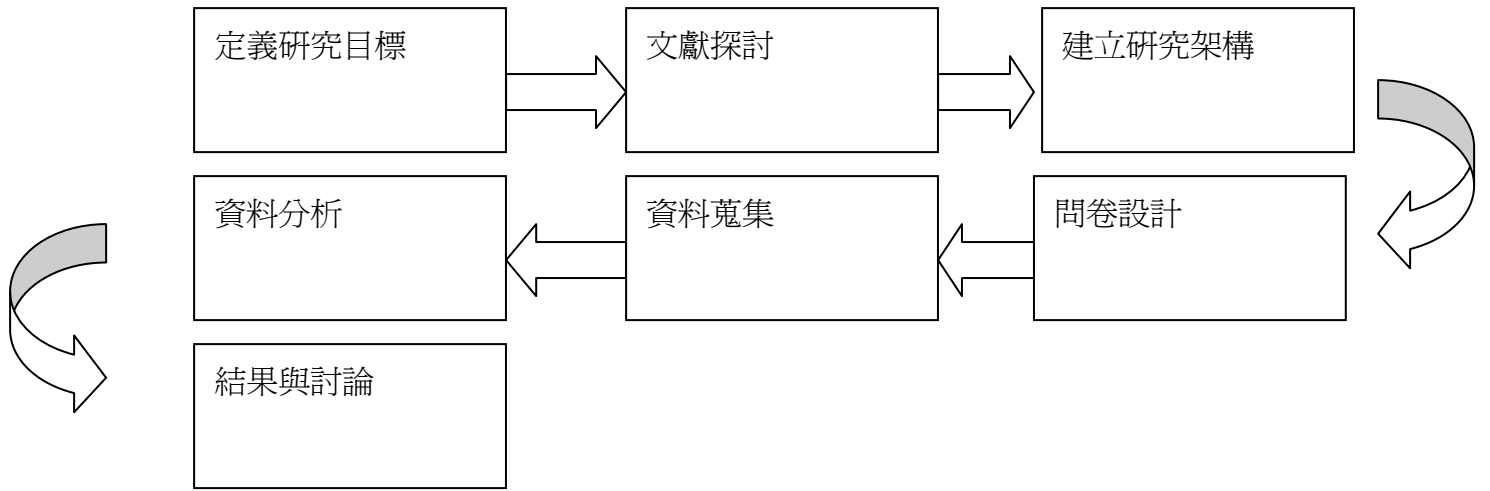 定義研究目標
文獻探討
建立研究架構
問卷設計
資料蒐集
資料分析
結果與討論